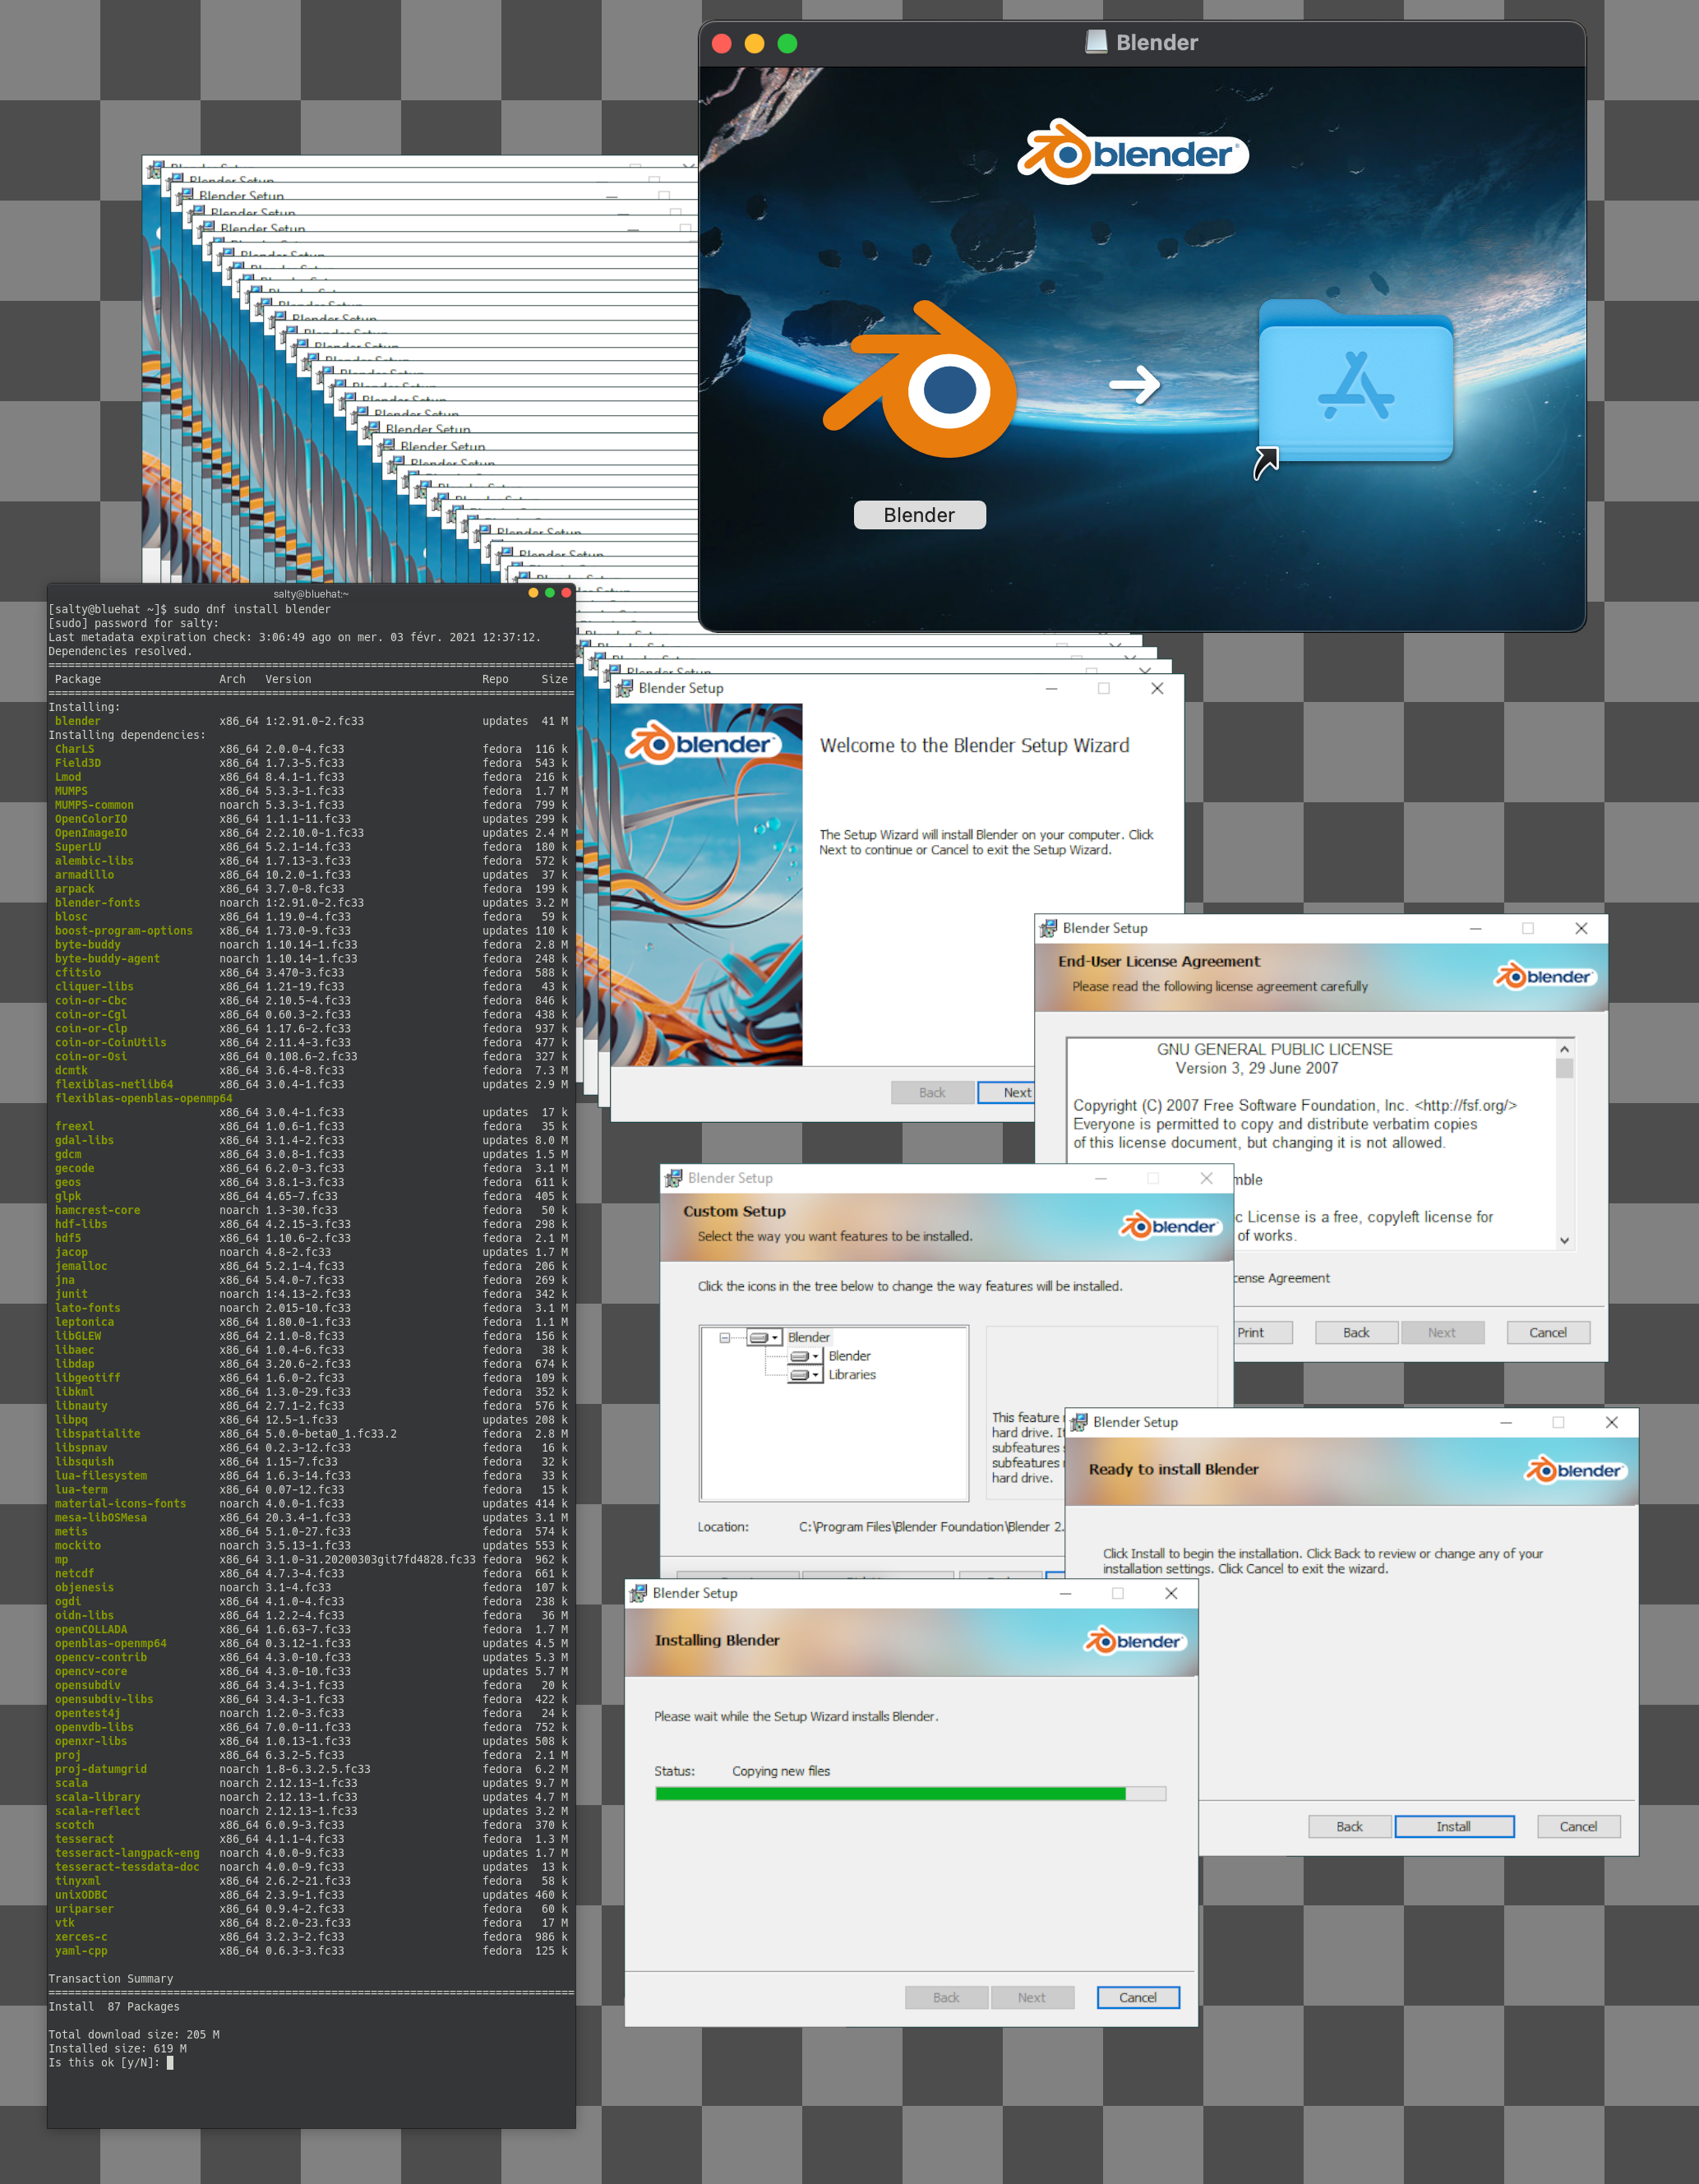 Blender
blender
Blender
Blender Setup
Blender Setup
Blender Setup
Blender Setup
Blender Setup
Blender Setup
salty@bluehat:~
[salty@bluehat ~]$ sudo dnf install blender
[sudo] password for salty:
Last metadata expiration check: 3:06:49 ago on mer. 03 févr. 2021 12:37:12.
Dependencies resolved.
================================================================================
Package Arch Version Repo Size
================================================================================
Installing:
blender x86_64 1:2.91.0-2.fc33 updates 41 M
Installing dependencies:
CharLS x86_64 2.0.0-4.fc33 fedora 116 k
Field3D x86_64 1.7.3-5.fc33 fedora 543 k
Lmod x86_64 8.4.1-1.fc33 fedora 216 k
MUMPS x86_64 5.3.3-1.fc33 fedora 1.7 M
MUMPS-common noarch 5.3.3-1.fc33 fedora 799 k
OpenColorIO x86_64 1.1.1-11.fc33 updates 299 k
OpenImageIO x86_64 2.2.10.0-1.fc33 updates 2.4 M
SuperLU x86_64 5.2.1-14.fc33 fedora 180 k
alembic-libs x86_64 1.7.13-3.fc33 fedora 572 k
armadillo x86_64 10.2.0-1.fc33 updates 37 k
arpack x86_64 3.7.0-8.fc33 fedora 199 k
blender-fonts noarch 1:2.91.0-2.fc33 updates 3.2 M
blosc x86_64 1.19.0-4.fc33 fedora 59 k
boost-program-options x86_64 1.73.0-9.fc33 updates 110 k
byte-buddy noarch 1.10.14-1.fc33 fedora 2.8 M
byte-buddy-agent noarch 1.10.14-1.fc33 fedora 248 k
cfitsio x86_64 3.470-3.fc33 fedora 588 k
cliquer-libs x86_64 1.21-19.fc33 fedora 43 k
coin-or-Cbc x86_64 2.10.5-4.fc33 fedora 846 k
coin-or-Cgl x86_64 0.60.3-2.fc33 fedora 438 k
coin-or-Clp x86_64 1.17.6-2.fc33 fedora 937 k
coin-or-CoinUtils x86_64 2.11.4-3.fc33 fedora 477 k
coin-or-Osi x86_64 0.108.6-2.fc33 fedora 327 k
dcmtk x86_64 3.6.4-8.fc33 fedora 7.3 M
flexiblas-netlib64 x86_64 3.0.4-1.fc33 updates 2.9 M
flexiblas-openblas-openmp64
x86_64 3.0.4-1.fc33 updates 17 k
freexl x86_64 1.0.6-1.fc33 fedora 35 k
gdal-libs x86_64 3.1.4-2.fc33 updates 8.0 M
gdcm x86_64 3.0.8-1.fc33 updates 1.5 M
gecode x86_64 6.2.0-3.fc33 fedora 3.1 M
geos x86_64 3.8.1-3.fc33 fedora 611 k
glpk x86_64 4.65-7.fc33 fedora 405 k
hamcrest-core noarch 1.3-30.fc33 fedora 50 k
hdf-libs x86_64 4.2.15-3.fc33 fedora 298 k
hdf5 x86_64 1.10.6-2.fc33 fedora 2.1 M
jacop noarch 4.8-2.fc33 updates 1.7 M
jemalloc x86_64 5.2.1-4.fc33 fedora 206 k
jna x86_64 5.4.0-7.fc33 fedora 269 k
junit noarch 1:4.13-2.fc33 fedora 342 k
lato-fonts noarch 2.015-10.fc33 fedora 3.1 M
leptonica x86_64 1.80.0-1.fc33 fedora 1.1 M
libGLEW x86_64 2.1.0-8.fc33 fedora 156 k
libaec x86_64 1.0.4-6.fc33 fedora 38 k
libdap x86_64 3.20.6-2.fc33 fedora 674 k
libgeotiff x86_64 1.6.0-2.fc33 fedora 109 k
libkml x86_64 1.3.0-29.fc33 fedora 352 k
libnauty x86_64 2.7.1-2.fc33 fedora 576 k
libpq x86_64 12.5-1.fc33 updates 208 k
libspatialite x86_64 5.0.0-beta0_1.fc33.2 fedora 2.8 M
libspnav x86_64 0.2.3-12.fc33 fedora 16 k
libsquish x86_64 1.15-7.fc33 fedora 32 k
lua-filesystem x86_64 1.6.3-14.fc33 fedora 33 k
lua-term x86_64 0.07-12.fc33 fedora 15 k
material-icons-fonts noarch 4.0.0-1.fc33 updates 414 k
mesa-libOSMesa x86_64 20.3.4-1.fc33 updates 3.1 M
metis x86_64 5.1.0-27.fc33 fedora 574 k
mockito noarch 3.5.13-1.fc33 updates 553 k
mp x86_64 3.1.0-31.20200303git7fd4828.fc33 fedora 962 k
netcdf x86_64 4.7.3-4.fc33 fedora 661 k
objenesis noarch 3.1-4.fc33 fedora 107 k
ogdi x86_64 4.1.0-4.fc33 fedora 238 k
oidn-libs x86_64 1.2.2-4.fc33 fedora 36 M
openCOLLADA x86_64 1.6.63-7.fc33 fedora 1.7 M
openblas-openmp64 x86_64 0.3.12-1.fc33 updates 4.5 M
opencv-contrib x86_64 4.3.0-10.fc33 updates 5.3 M
opencv-core x86_64 4.3.0-10.fc33 updates 5.7 M
opensubdiv x86_64 3.4.3-1.fc33 fedora 20 k
opensubdiv-libs x86_64 3.4.3-1.fc33 fedora 422 k
opentest4j noarch 1.2.0-3.fc33 fedora 24 k
openvdb-libs x86_64 7.0.0-11.fc33 fedora 752 k
openxr-libs x86_64 1.0.13-1.fc33 updates 508 k
proj x86_64 6.3.2-5.fc33 fedora 2.1 M
proj-datumgrid noarch 1.8-6.3.2.5.fc33 fedora 6.2 M
scala noarch 2.12.13-1.fc33 updates 9.7 M
scala-library noarch 2.12.13-1.fc33 updates 4.7 M
scala-reflect noarch 2.12.13-1.fc33 updates 3.2 M
scotch x86_64 6.0.9-3.fc33 fedora 370 k
tesseract x86_64 4.1.1-4.fc33 fedora 1.3 M
tesseract-langpack-eng noarch 4.0.0-9.fc33 updates 1.7 M
tesseract-tessdata-doc noarch 4.0.0-9.fc33 updates 13 k
tinyxml x86_64 2.6.2-21.fc33 fedora 58 k
unixODBC x86_64 2.3.9-1.fc33 updates 460 k
uriparser x86_64 0.9.4-2.fc33 fedora 60 k
vtk x86_64 8.2.0-23.fc33 fedora 17 M
xerces-c x86_64 3.2.3-2.fc33 fedora 986 k
yaml-cpp x86_64 0.6.3-3.fc33 fedora 125 k
Transaction Summary
================================================================================
Install 87 Packages
Total download size: 205 M
Installed size: 619 M
Is this ok [y/N]:
Blender Setup
blender
Welcome to the Blender Setup Wizard
The Setup Wizard will install Blender on your computer. Click
Next to continue or Cancel to exit the Setup Wizard.
Back Next
Blender Setup
End-User License Agreement
Please read the following license agreement carefully
blender
GNU GENERAL PUBLIC LICENSE
Version 3, 29 June 2007
Copyright (C) 2007 Free Software Foundation, Inc. <http://fsf.org/>
Everyone is permitted to copy and distribute verbatim copies
of this license document, but changing it is not allowed.
mble
c License is a free, copyleft license for
of works.
cense Agreement
Print Back Next Cancel
Blender Setup
Custom Setup
Select the way you want features to be installed.
blender
Click the icons in the tree below to change the way features will be installed.
Blender
Blender
Libraries
This feature
hard drive. I
subfeatures
subfeatures
hard drive.
Location: C:\Program Files\Blender Foundation\Blender 2.
Blender Setup
Ready to install Blender
blender
Click Install to begin the installation. Click Back to review or change any of your
installation settings. Click Cancel to exit the wizard.
Back Install Cancel
Blender Setup
Installing Blender
blender
Please wait while the Setup Wizard installs Blender.
Status: Copying new files
Back Next Cancel